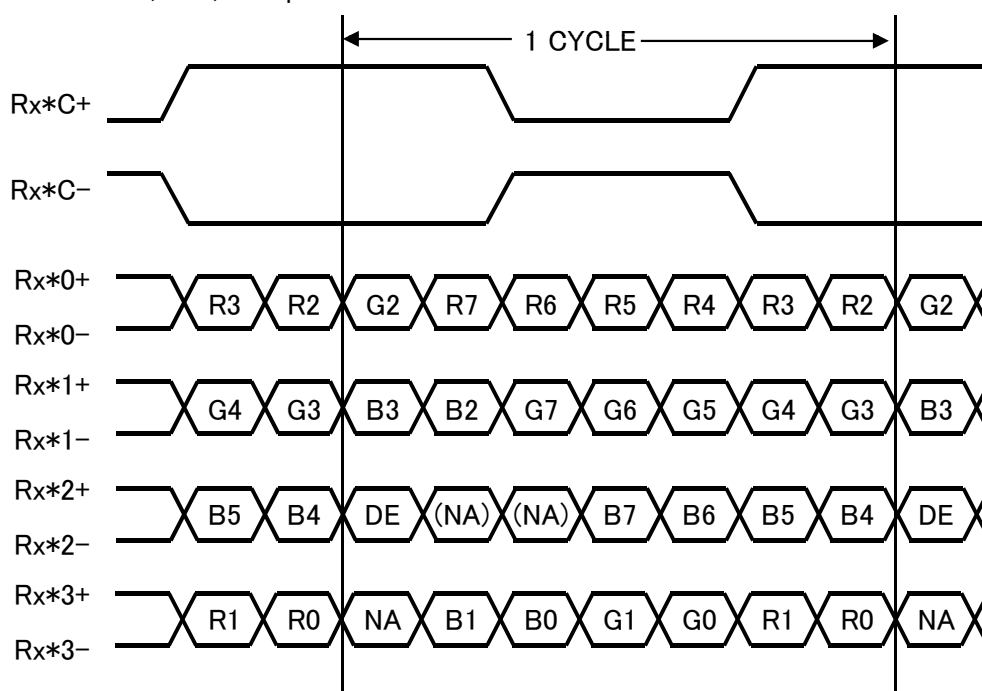 1 CYCLE
Rx*C+
Rx*C-
Rx*0+
R3 R2 G2 R7 R6 R5 R4 R3 R2 G2
Rx*0-
Rx*1+
G4 G3 B3 B2 G7 G6 G5 G4 G3 B3
Rx*1-
Rx*2+
B5 B4 DE (NA) (NA) B7 B6 B5 B4 DE
Rx*2-
Rx*3+
R1 R0 NA B1 B0 G1 G0 R1 R0 NA
Rx*3-